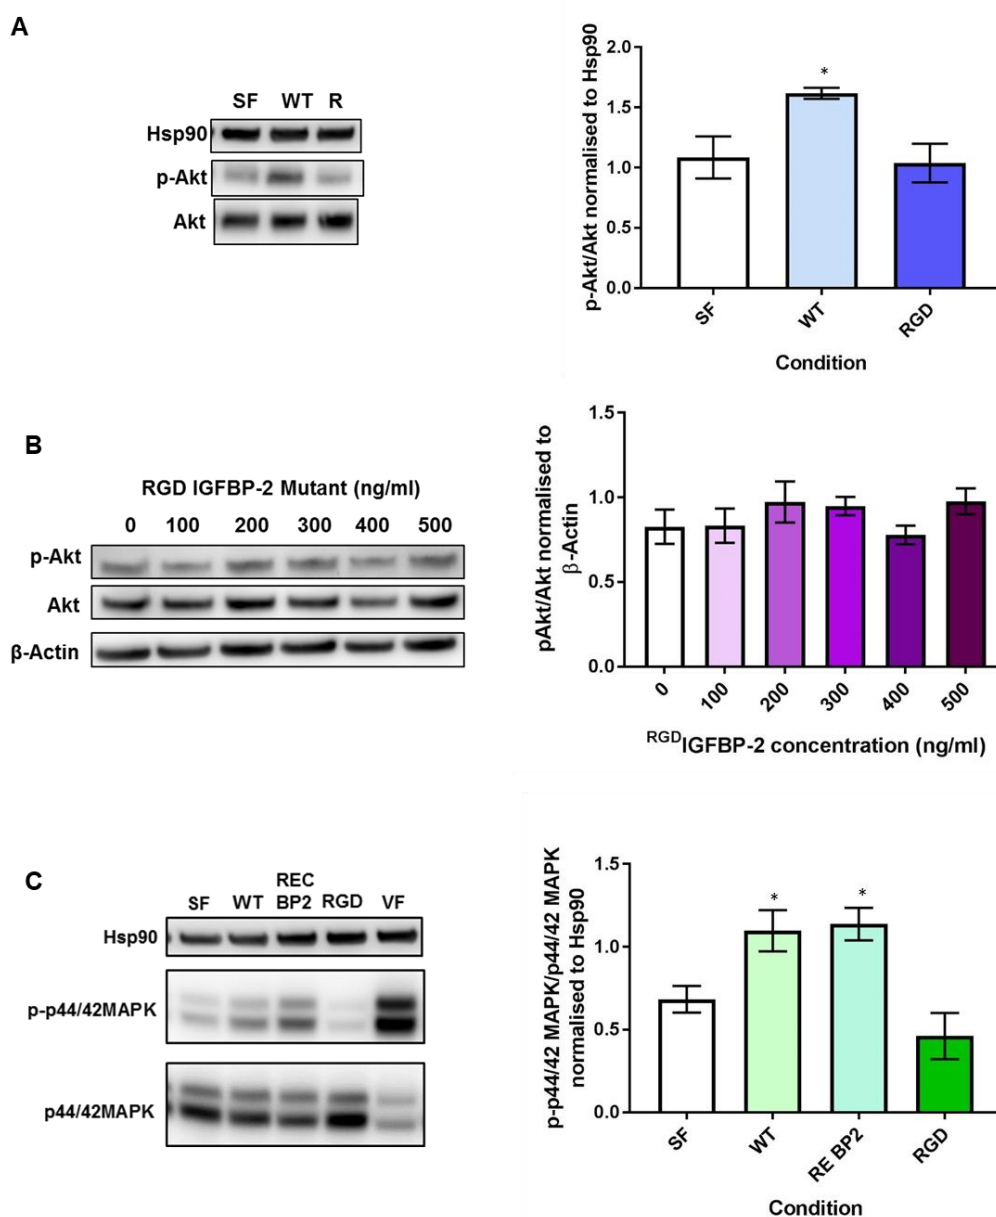 A
SF WT R
Hsp90
p-Akt
Akt
p-Akt/Akt normalised to Hsp90
2.0
1.5
1.0
0.5
0.0
*
SF WT RGD
Condition
B
RGD IGFBP-2 Mutant (ng/ml)
0 100 200 300 400 500
p-Akt
Akt
β-Actin
pAkt/Akt normalised to
β-Actin
1.5
1.0
0.5
0.0
0 100 200 300 400 500
RGDIGFBP-2 concentration (ng/ml)
C
SF WT REC BP2 RGD VF
Hsp90
p-p44/42MAPK
p44/42MAPK
p-p44/42 MAPK/p44/42 MAPK
normalised to Hsp90
1.5
1.0
0.5
0.0
* *
SF WT RE BP2 RGD
Condition